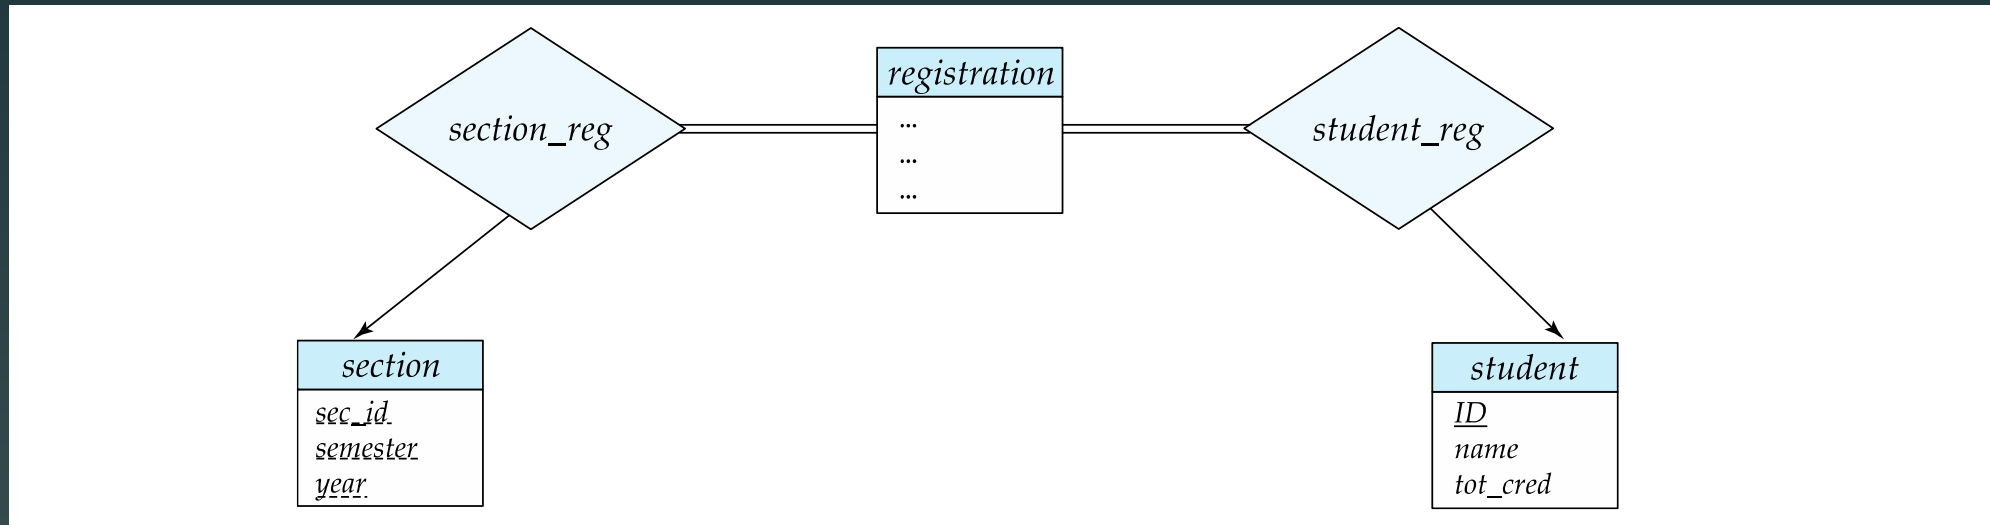 section_reg
registration
...
...
...
student_reg
section
sec_id
semester
year
student
ID
name
tot_cred